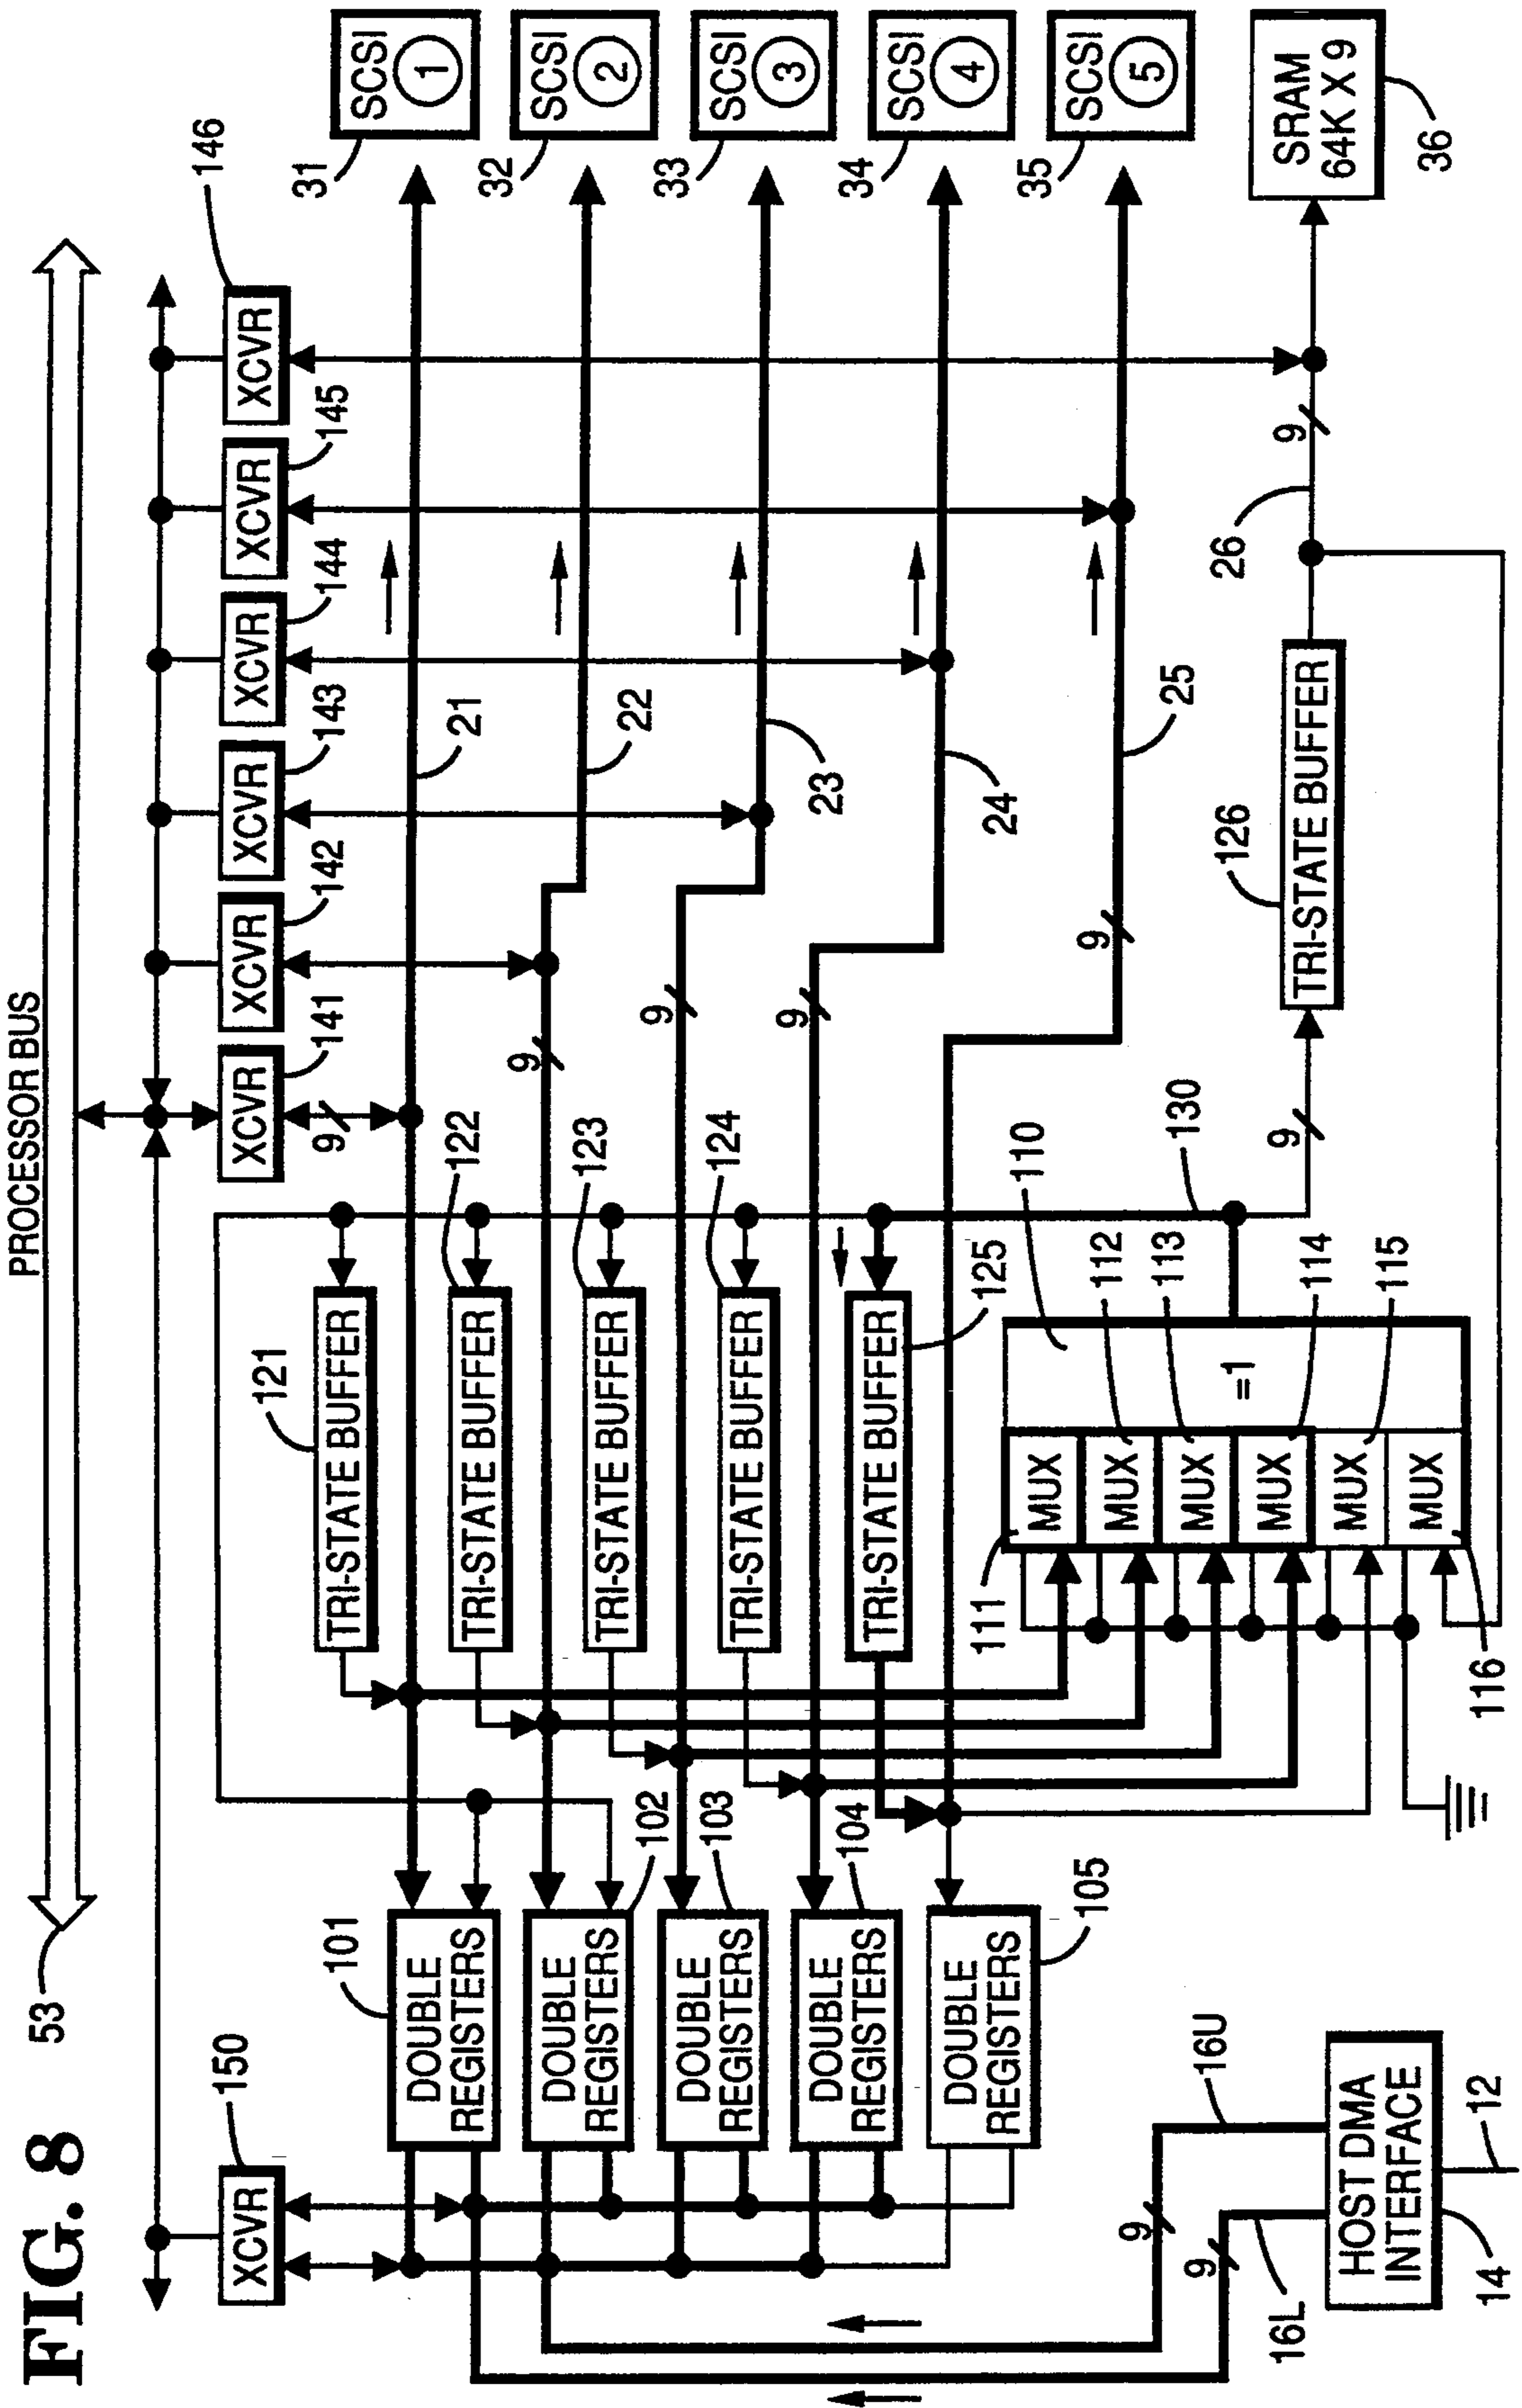 FIG. 8
PROCESSOR BUS
53
150
XCVR
XCVR
141
XCVR
142
XCVR
143
XCVR
144
XCVR
145
XCVR
146
9
SCSI
1
31
SCSI
2
32
SCSI
3
33
SCSI
4
34
SCSI
5
35
SRAM
64K X 9
36
101
DOUBLE
REGISTERS
102
DOUBLE
REGISTERS
103
DOUBLE
REGISTERS
104
DOUBLE
REGISTERS
105
DOUBLE
REGISTERS
121
TRI-STATE BUFFER
122
TRI-STATE BUFFER
123
TRI-STATE BUFFER
124
TRI-STATE BUFFER
125
TRI-STATE BUFFER
21
9
22
9
23
9
24
9
25
130
110
9
126
TRI-STATE BUFFER
26
9
111
MUX
112
MUX
113
MUX
114
MUX
115
MUX
116
MUX
=1
16U
9
16L
9
HOST DMA
INTERFACE
14
12